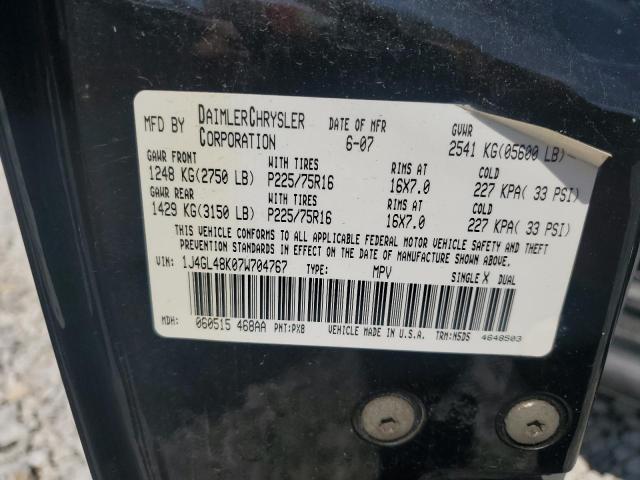 MFD BY DAIMLERCHRYSLER CORPORATION DATE OF MFR 6-07 GVWR 2541 KG(05600 LB)
GAWR FRONT WITH TIRES RIMS AT COLD
1248 KG(2750 LB) P225/75R16 16X7.0 227 KPA( 33 PSI)
GAWR REAR WITH TIRES RIMS AT COLD
1429 KG(3150 LB) P225/75R16 16X7.0 227 KPA( 33 PSI)
THIS VEHICLE CONFORMS TO ALL APPLICABLE FEDERAL MOTOR VEHICLE SAFETY AND THEFT
PREVENTION STANDARDS IN EFFECT ON THE DATE OF MANUFACTURE SHOWN ABOVE.
VIN: 1J4GL48K07W704767 TYPE: MPV SINGLE X DUAL
MDH: 060515 468AA PNT:PX8 VEHICLE MADE IN U.S.A. TRM:N5D5 4648503